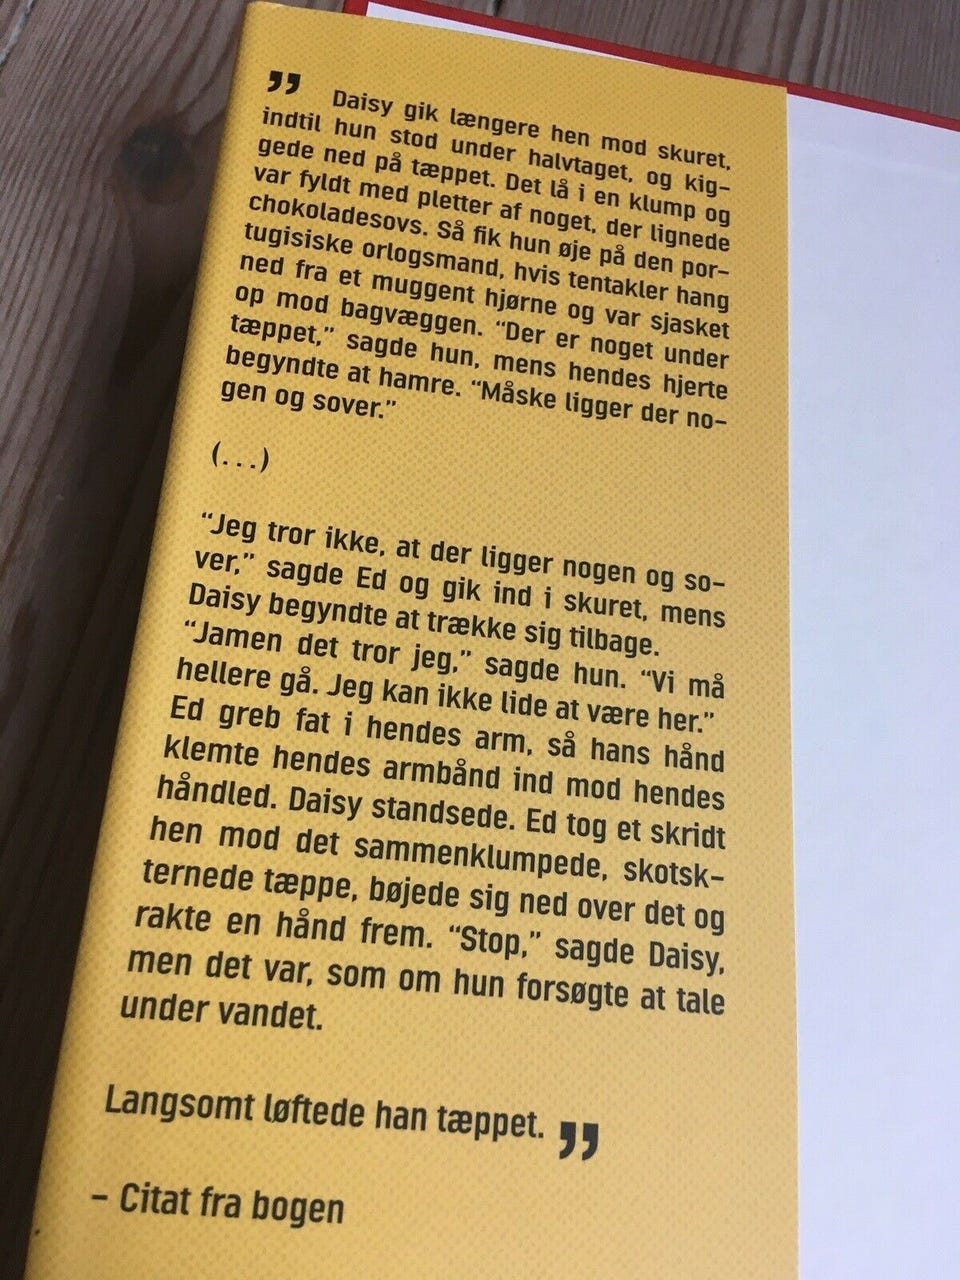 ” Daisy gik længere hen mod skuret,
indtil hun stod under halvtaget, og kig-
gede ned på tæppet. Det lå i en klump og
var fyldt med pletter af noget, der lignede
chokoladesovs. Så fik hun øje på den por-
tugisiske orlogsmand, hvis tentakler hang
ned fra et muggent hjørne og var sjasket
op mod bagvæggen. “Der er noget under
tæppet,” sagde hun, mens hendes hjerte
begyndte at hamre. “Måske ligger der no-
gen og sover.”
(...)
“Jeg tror ikke, at der ligger nogen og so-
ver,” sagde Ed og gik ind i skuret, mens
Daisy begyndte at trække sig tilbage.
“Jamen det tror jeg,” sagde hun. “Vi må
hellere gå. Jeg kan ikke lide at være her.”
Ed greb fat i hendes arm, så hans hånd
klemte hendes armbånd ind mod hendes
håndled. Daisy standsede. Ed tog et skridt
hen mod det sammenklumpede, skotsk-
ternede tæppe, bøjede sig ned over det og
rakte en hånd frem. “Stop,” sagde Daisy,
men det var, som om hun forsøgte at tale
under vandet.
Langsomt løftede han tæppet. ”
– Citat fra bogen